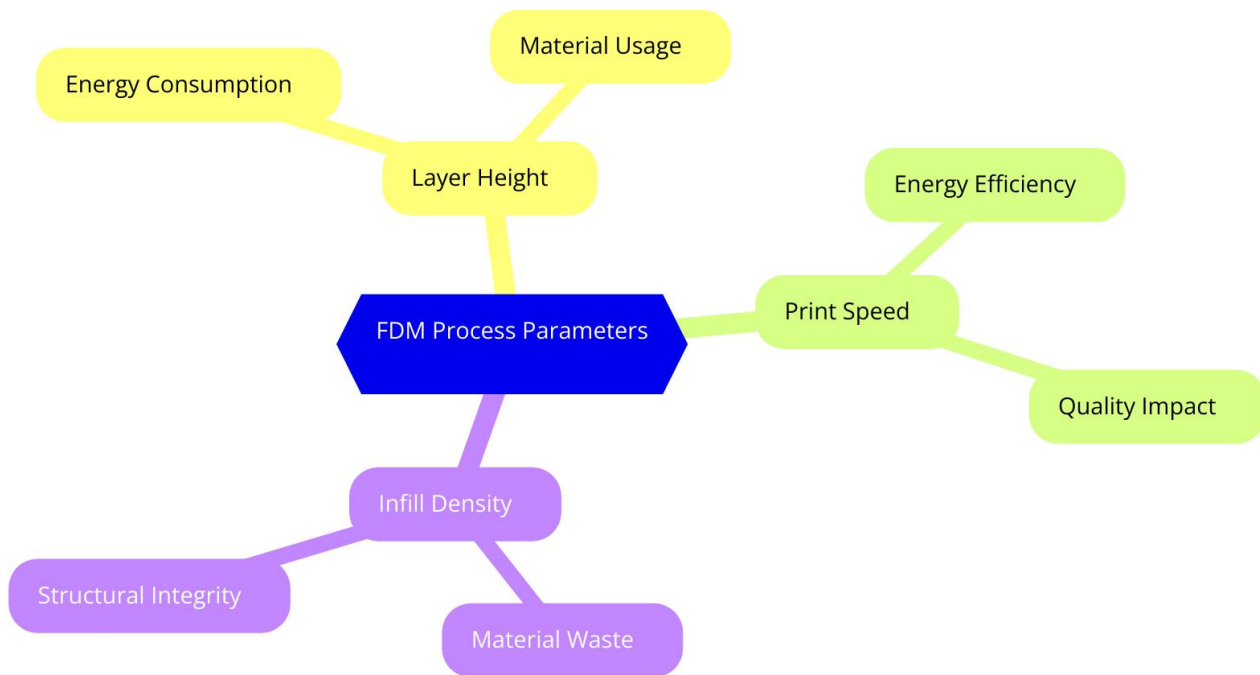 Material Usage
Energy Consumption
Layer Height
Energy Efficiency
Print Speed
FDM Process Parameters
Quality Impact
Infill Density
Structural Integrity
Material Waste